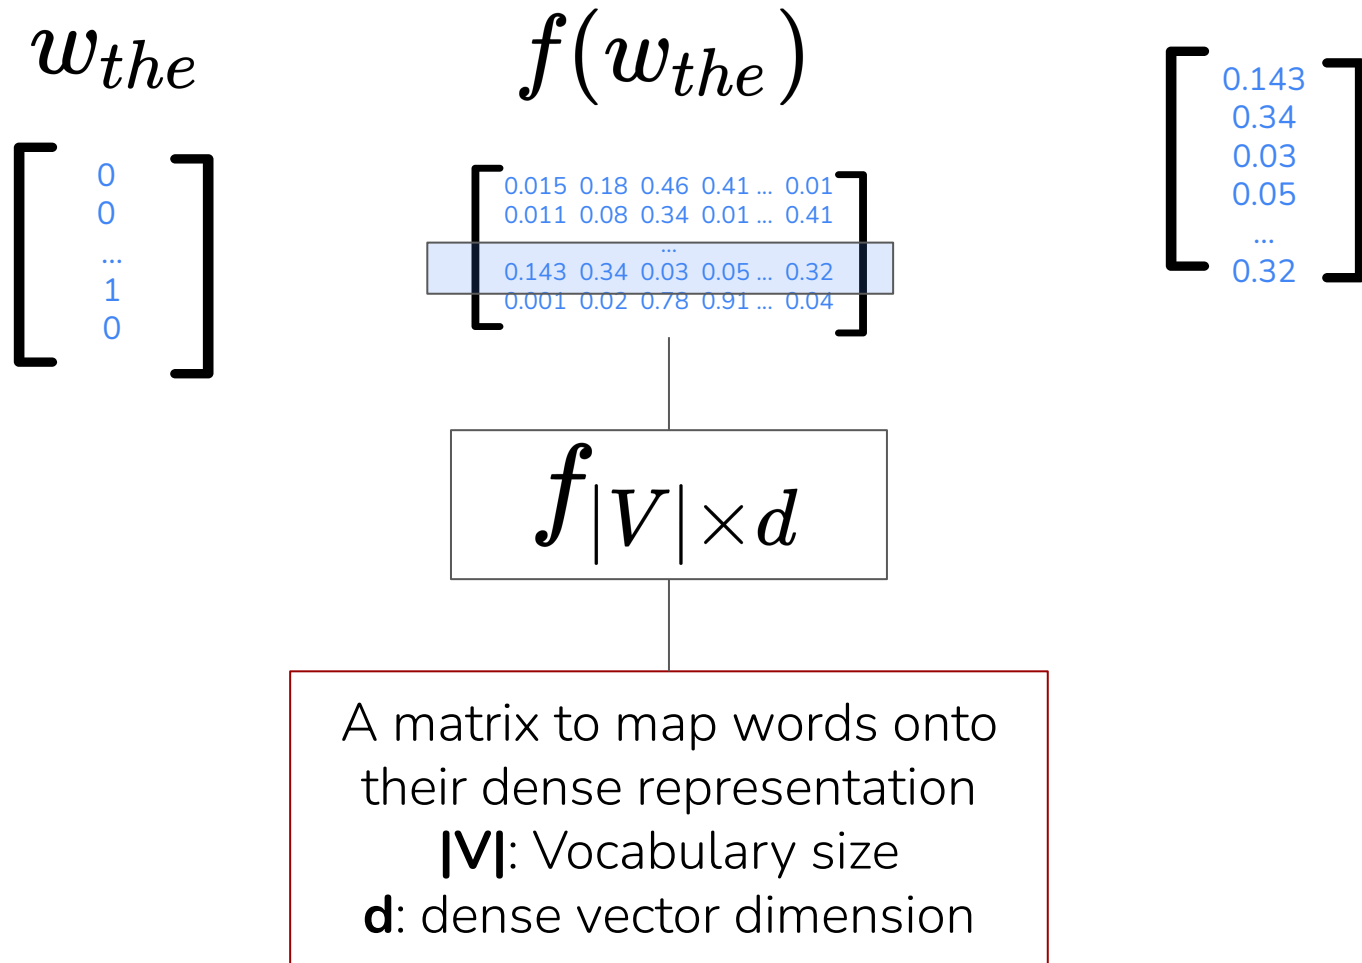 w_the
f(w_the)
0
0
...
1
0
0.015 0.18 0.46 0.41 ... 0.01
0.011 0.08 0.34 0.01 ... 0.41
...
0.143 0.34 0.03 0.05 ... 0.32
0.001 0.02 0.78 0.91 ... 0.04
0.143
0.34
0.03
0.05
...
0.32
f_|V|×d
A matrix to map words onto
their dense representation
|V|: Vocabulary size
d: dense vector dimension